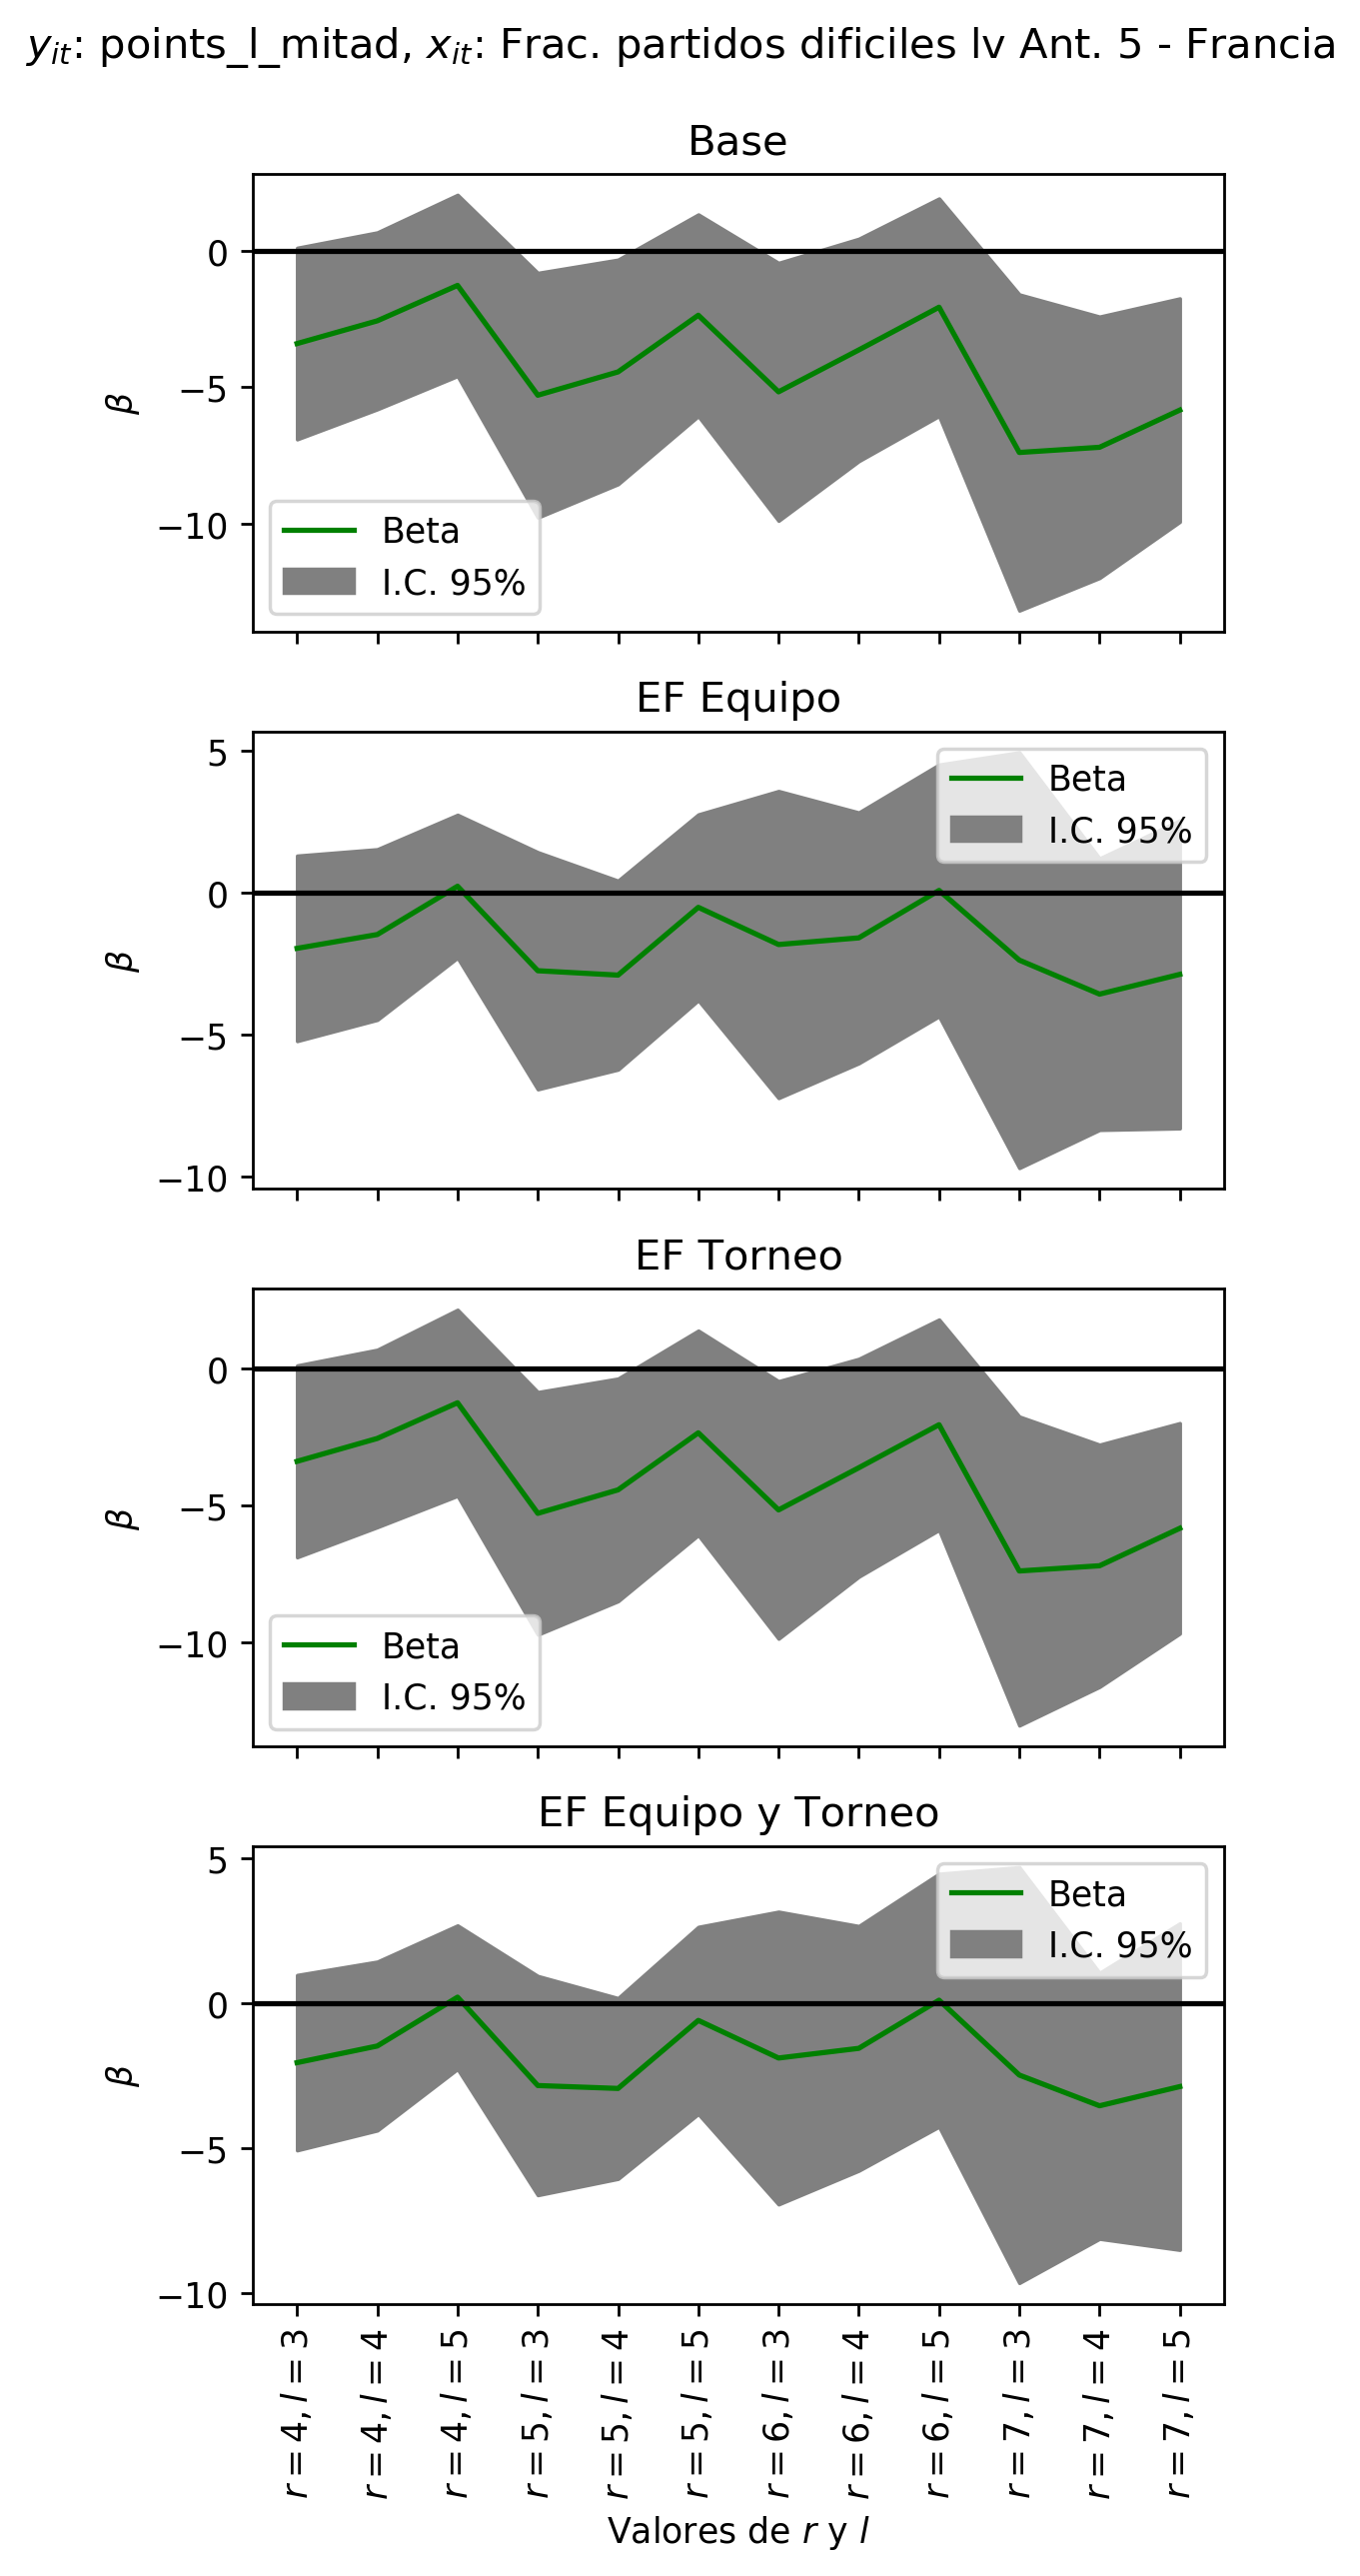 y_it: points_l_mitad, x_it: Frac. partidos dificiles lv Ant. 5 - Francia
Base
0
−5
−10
β
Beta
I.C. 95%
EF Equipo
5
0
−5
−10
β
Beta
I.C. 95%
EF Torneo
0
−5
−10
β
Beta
I.C. 95%
EF Equipo y Torneo
5
0
−5
−10
β
Beta
I.C. 95%
r = 4, l = 3
r = 4, l = 4
r = 4, l = 5
r = 5, l = 3
r = 5, l = 4
r = 5, l = 5
r = 6, l = 3
r = 6, l = 4
r = 6, l = 5
r = 7, l = 3
r = 7, l = 4
r = 7, l = 5
Valores de r y l